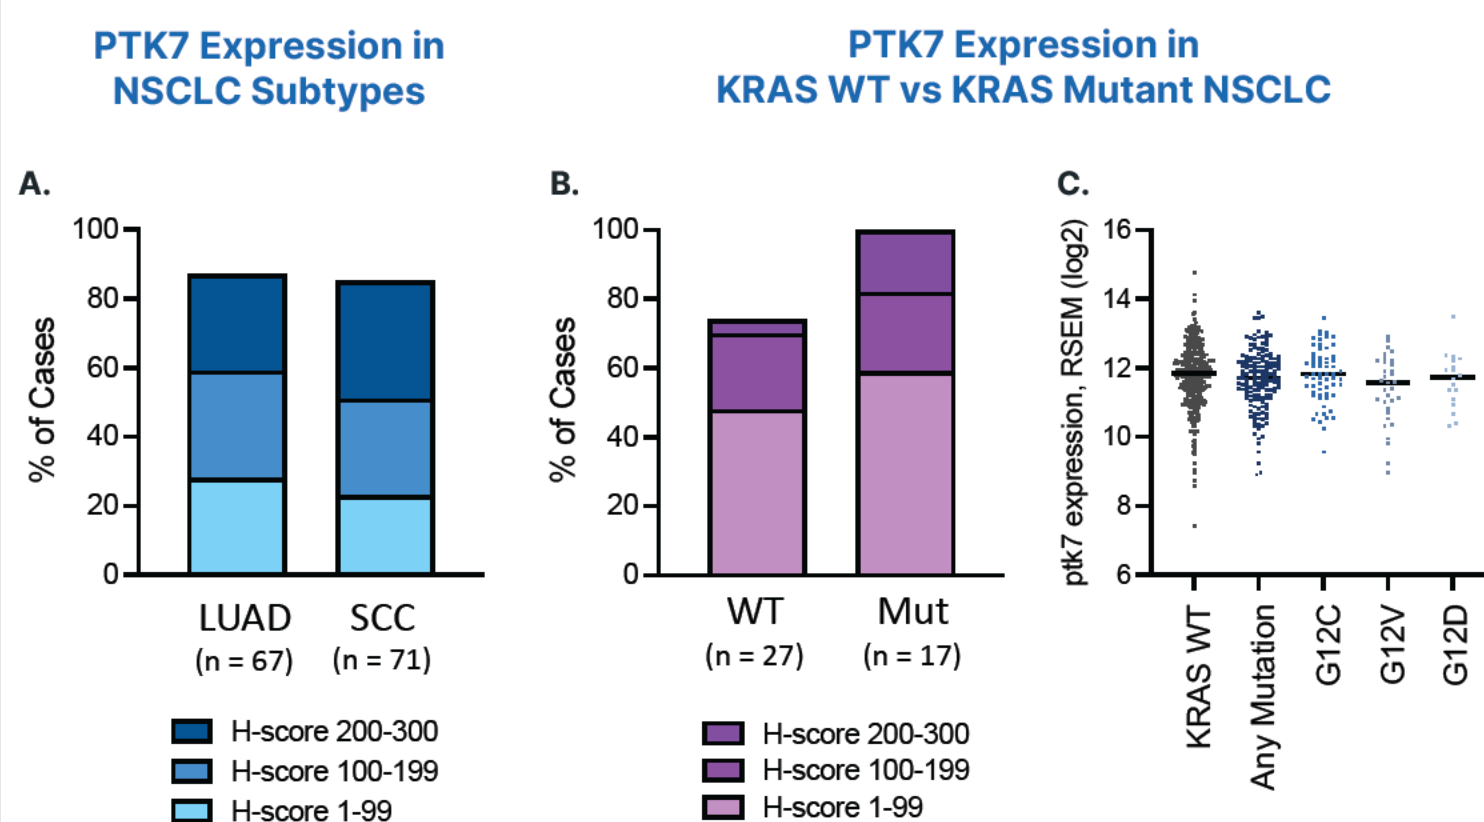 PTK7 Expression in
NSCLC Subtypes
PTK7 Expression in
KRAS WT vs KRAS Mutant NSCLC
A.
% of Cases
100
80
60
40
20
0
LUAD
(n = 67)
SCC
(n = 71)
H-score 200-300
H-score 100-199
H-score 1-99
B.
% of Cases
100
80
60
40
20
0
WT
(n = 27)
Mut
(n = 17)
H-score 200-300
H-score 100-199
H-score 1-99
C.
ptk7 expression, RSEM (log2)
16
14
12
10
8
6
KRAS WT
Any Mutation
G12C
G12V
G12D